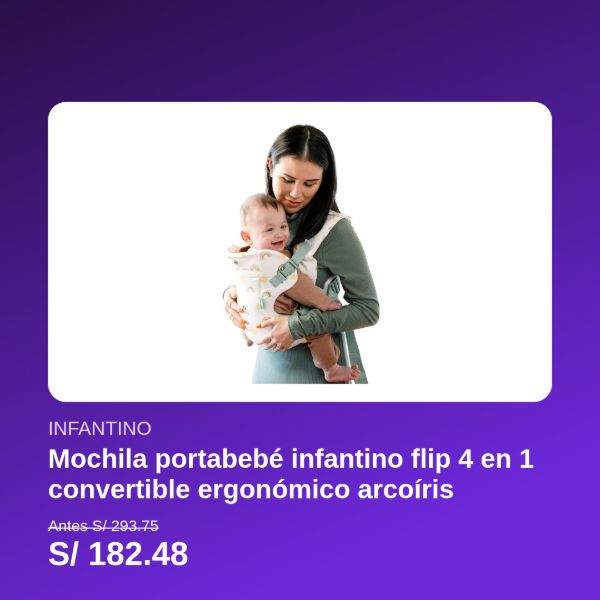 INFANTINO
Mochila portabebé infantino flip 4 en 1
convertible ergonómico arcoíris
Antes S/ 293.75
S/ 182.48